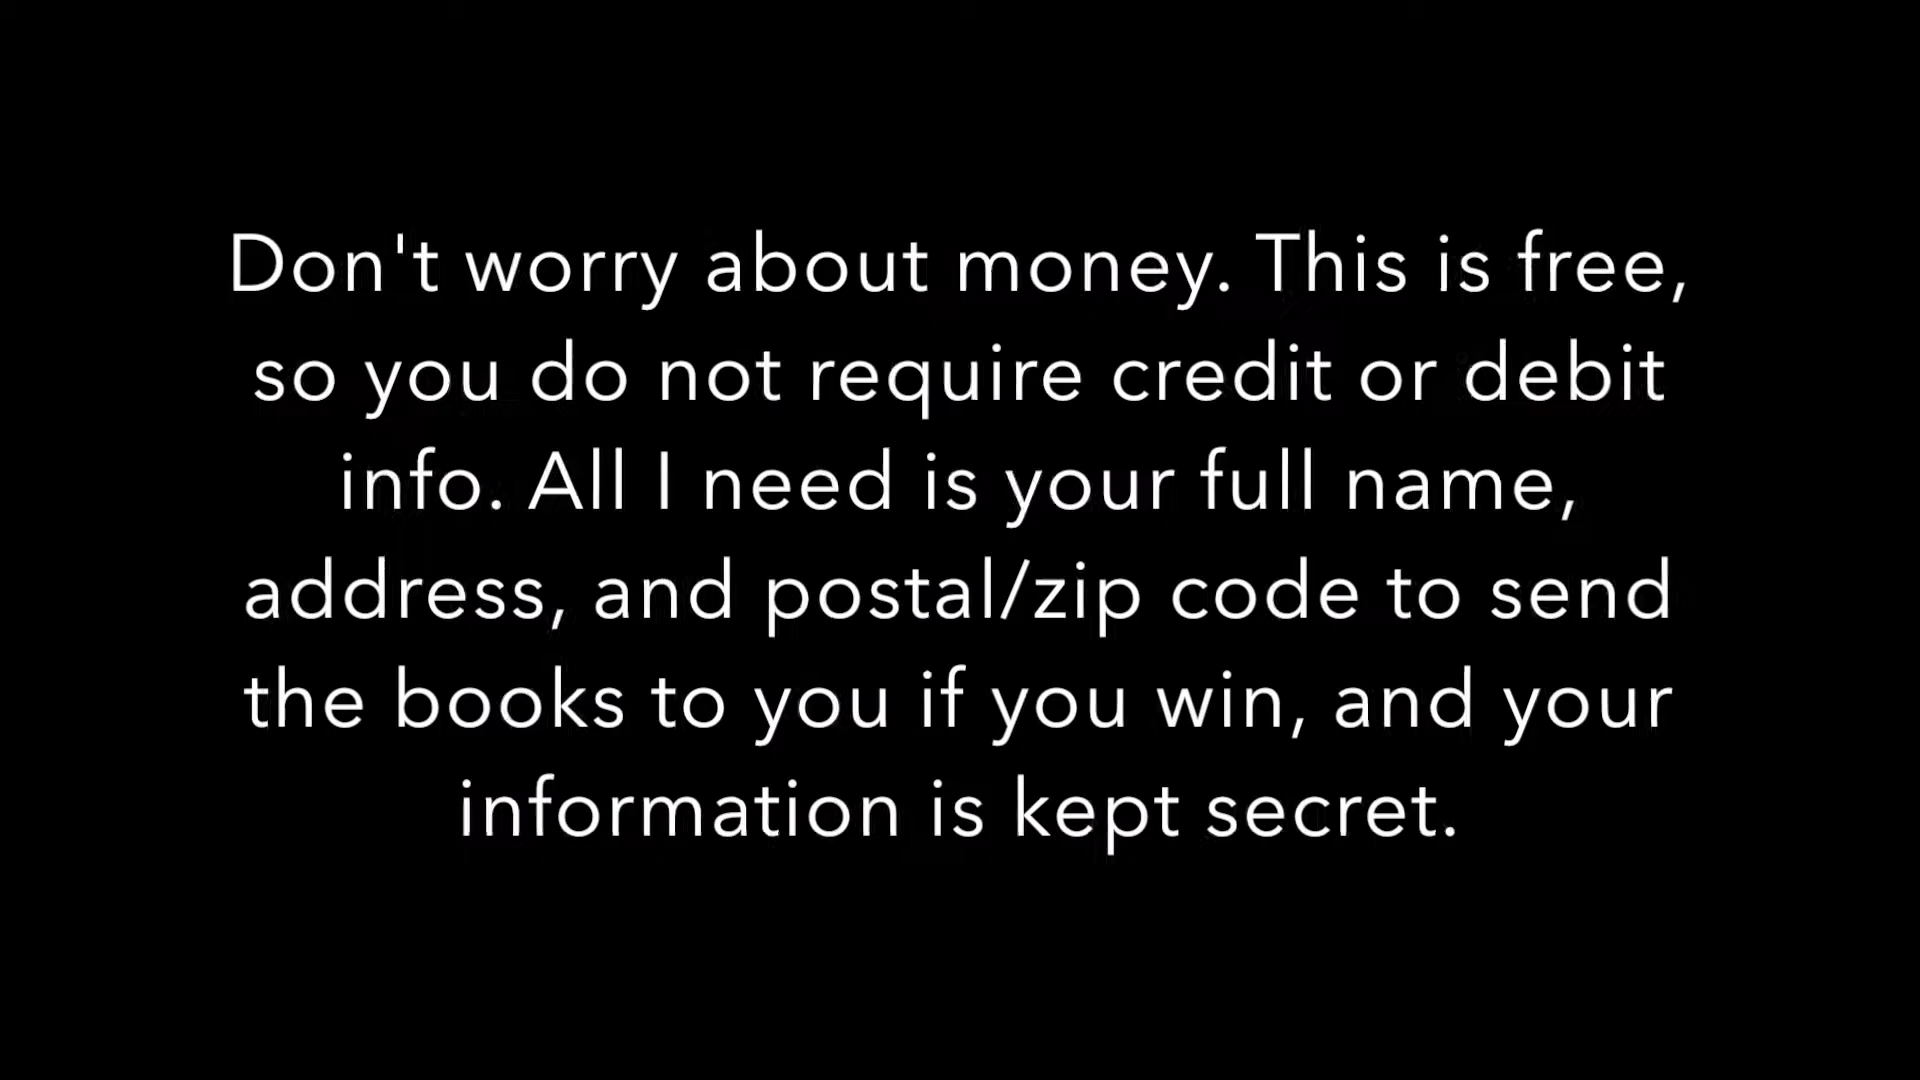 Don't worry about money. This is free,
so you do not require credit or debit
info. All I need is your full name,
address, and postal/zip code to send
the books to you if you win, and your
information is kept secret.